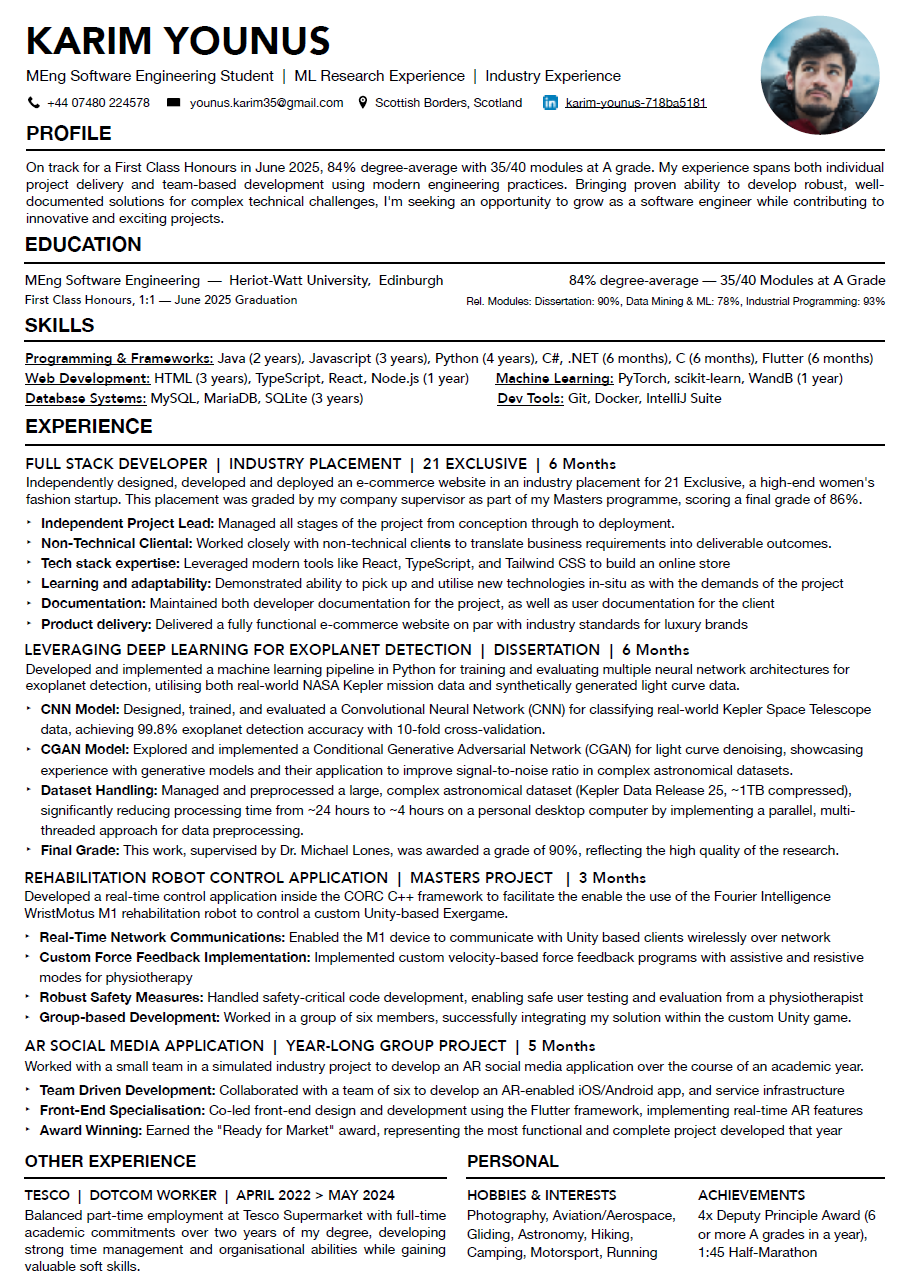 KARIM YOUNUS
MEng Software Engineering Student | ML Research Experience | Industry Experience
+44 07480 224578 younus.karim35@gmail.com Scottish Borders, Scotland in karim-younus-718ba5181
PROFILE
On track for a First Class Honours in June 2025, 84% degree-average with 35/40 modules at A grade. My experience spans both individual
project delivery and team-based development using modern engineering practices. Bringing proven ability to develop robust, well-
documented solutions for complex technical challenges, I'm seeking an opportunity to grow as a software engineer while contributing to
innovative and exciting projects.
EDUCATION
MEng Software Engineering — Heriot-Watt University, Edinburgh 84% degree-average — 35/40 Modules at A Grade
First Class Honours, 1:1 — June 2025 Graduation Rel. Modules: Dissertation: 90%, Data Mining & ML: 78%, Industrial Programming: 93%
SKILLS
Programming & Frameworks: Java (2 years), Javascript (3 years), Python (4 years), C#, .NET (6 months), C (6 months), Flutter (6 months)
Web Development: HTML (3 years), TypeScript, React, Node.js (1 year) Machine Learning: PyTorch, scikit-learn, WandB (1 year)
Database Systems: MySQL, MariaDB, SQLite (3 years) Dev Tools: Git, Docker, IntelliJ Suite
EXPERIENCE
FULL STACK DEVELOPER | INDUSTRY PLACEMENT | 21 EXCLUSIVE | 6 Months
Independently designed, developed and deployed an e-commerce website in an industry placement for 21 Exclusive, a high-end women's
fashion startup. This placement was graded by my company supervisor as part of my Masters programme, scoring a final grade of 86%.
‣ Independent Project Lead: Managed all stages of the project from conception through to deployment.
‣ Non-Technical Cliental: Worked closely with non-technical clients to translate business requirements into deliverable outcomes.
‣ Tech stack expertise: Leveraged modern tools like React, TypeScript, and Tailwind CSS to build an online store
‣ Learning and adaptability: Demonstrated ability to pick up and utilise new technologies in-situ as with the demands of the project
‣ Documentation: Maintained both developer documentation for the project, as well as user documentation for the client
‣ Product delivery: Delivered a fully functional e-commerce website on par with industry standards for luxury brands
LEVERAGING DEEP LEARNING FOR EXOPLANET DETECTION | DISSERTATION | 6 Months
Developed and implemented a machine learning pipeline in Python for training and evaluating multiple neural network architectures for
exoplanet detection, utilising both real-world NASA Kepler mission data and synthetically generated light curve data.
‣ CNN Model: Designed, trained, and evaluated a Convolutional Neural Network (CNN) for classifying real-world Kepler Space Telescope
data, achieving 99.8% exoplanet detection accuracy with 10-fold cross-validation.
‣ CGAN Model: Explored and implemented a Conditional Generative Adversarial Network (CGAN) for light curve denoising, showcasing
experience with generative models and their application to improve signal-to-noise ratio in complex astronomical datasets.
‣ Dataset Handling: Managed and preprocessed a large, complex astronomical dataset (Kepler Data Release 25, ~1TB compressed),
significantly reducing processing time from ~24 hours to ~4 hours on a personal desktop computer by implementing a parallel, multi-
threaded approach for data preprocessing.
‣ Final Grade: This work, supervised by Dr. Michael Lones, was awarded a grade of 90%, reflecting the high quality of the research.
REHABILITATION ROBOT CONTROL APPLICATION | MASTERS PROJECT | 3 Months
Developed a real-time control application inside the CORC C++ framework to facilitate the enable the use of the Fourier Intelligence
WristMotus M1 rehabilitation robot to control a custom Unity-based Exergame.
‣ Real-Time Network Communications: Enabled the M1 device to communicate with Unity based clients wirelessly over network
‣ Custom Force Feedback Implementation: Implemented custom velocity-based force feedback programs with assistive and resistive
modes for physiotherapy
‣ Robust Safety Measures: Handled safety-critical code development, enabling safe user testing and evaluation from a physiotherapist
‣ Group-based Development: Worked in a group of six members, successfully integrating my solution within the custom Unity game.
AR SOCIAL MEDIA APPLICATION | YEAR-LONG GROUP PROJECT | 5 Months
Worked with a small team in a simulated industry project to develop an AR social media application over the course of an academic year.
‣ Team Driven Development: Collaborated with a team of six to develop an AR-enabled iOS/Android app, and service infrastructure
‣ Front-End Specialisation: Co-led front-end design and development using the Flutter framework, implementing real-time AR features
‣ Award Winning: Earned the "Ready for Market" award, representing the most functional and complete project developed that year
OTHER EXPERIENCE
TESCO | DOTCOM WORKER | APRIL 2022 > MAY 2024
Balanced part-time employment at Tesco Supermarket with full-time
academic commitments over two years of my degree, developing
strong time management and organisational abilities while gaining
valuable soft skills.
PERSONAL
HOBBIES & INTERESTS
Photography, Aviation/Aerospace,
Gliding, Astronomy, Hiking,
Camping, Motorsport, Running
ACHIEVEMENTS
4x Deputy Principle Award (6
or more A grades in a year),
1:45 Half-Marathon